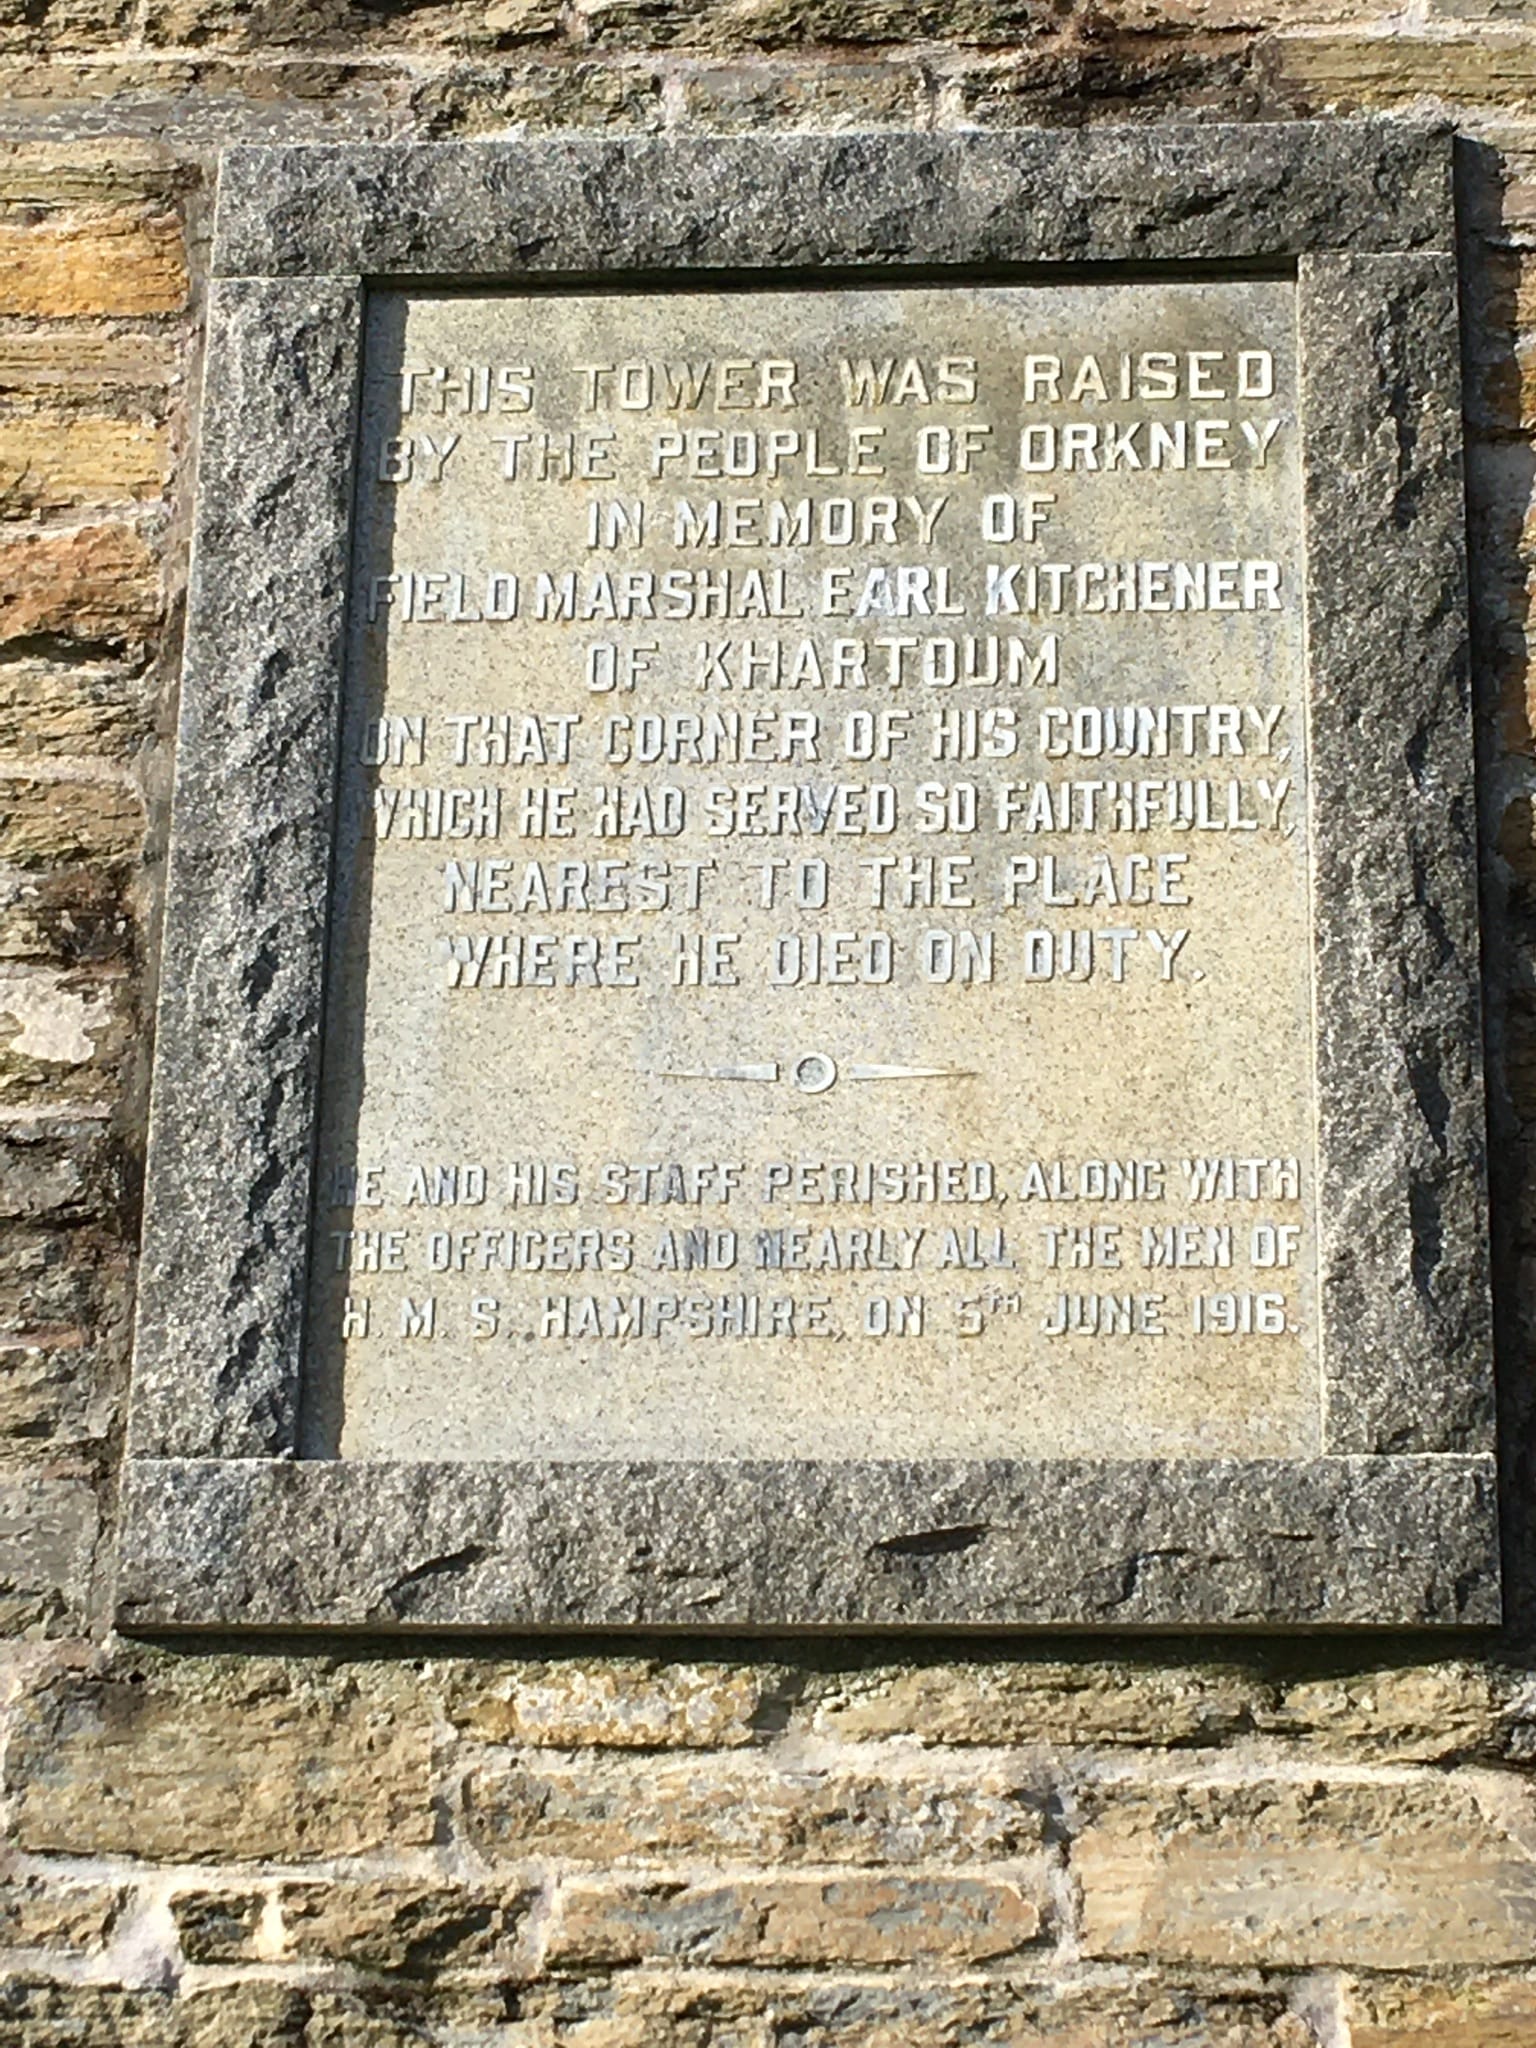 THIS TOWER WAS RAISED
BY THE PEOPLE OF ORKNEY
IN MEMORY OF
FIELD MARSHAL EARL KITCHENER
OF KHARTOUM
ON THAT CORNER OF HIS COUNTRY,
WHICH HE HAD SERVED SO FAITHFULLY,
NEAREST TO THE PLACE
WHERE HE DIED ON DUTY.
HE AND HIS STAFF PERISHED, ALONG WITH
THE OFFICERS AND NEARLY ALL THE MEN OF
H. M. S. HAMPSHIRE, ON 5TH JUNE 1916.